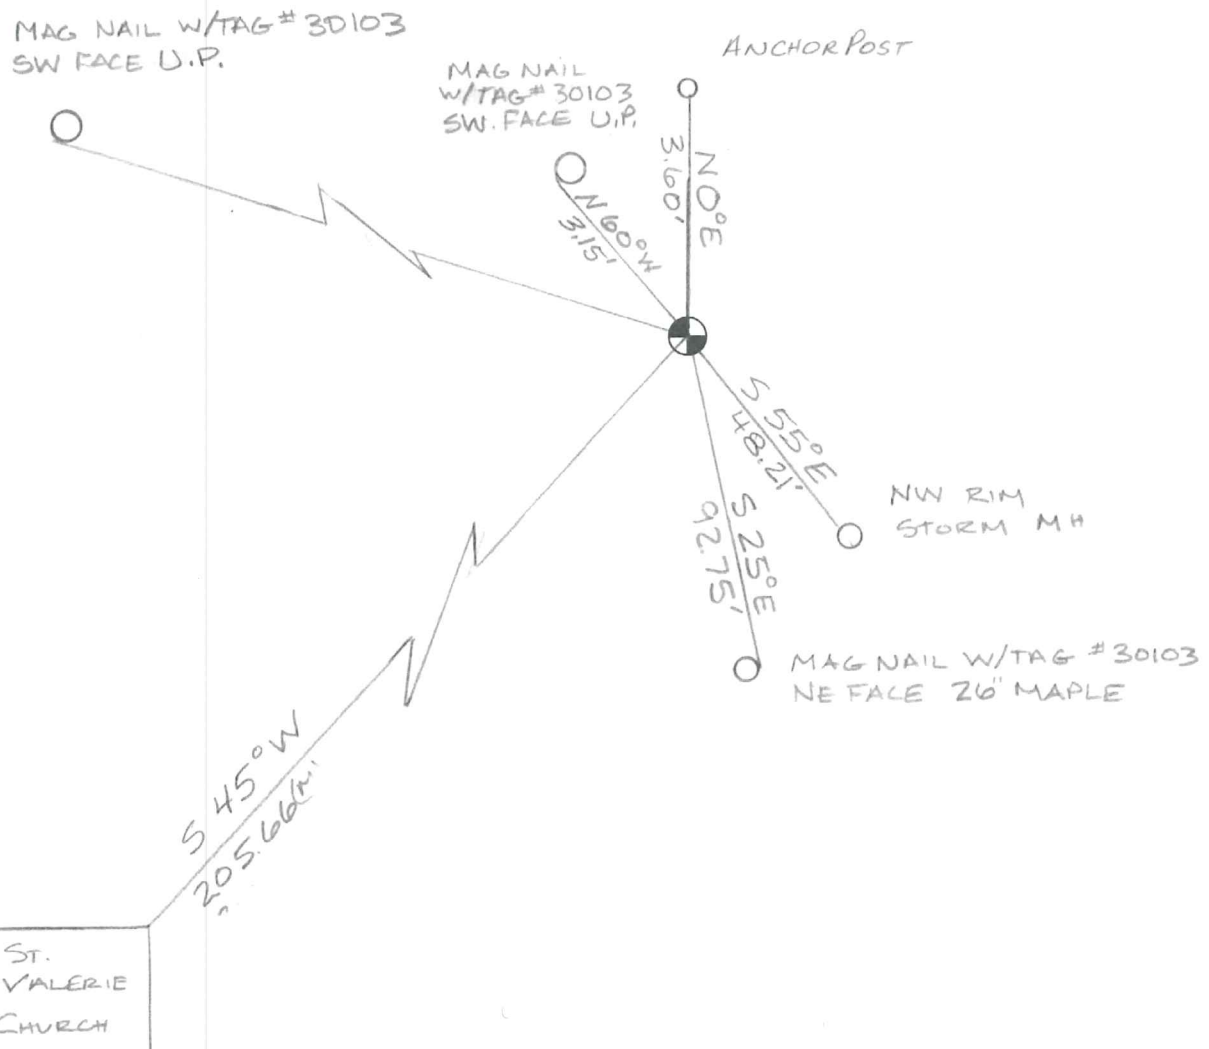 MAG NAIL W/TAG # 30103
SW FACE U.P.
ANCHOR POST
MAG NAIL
W/TAG # 30103
SW. FACE U.P.
N 0° E
3.60'
N 60° W
3.15'
S 55° E
48.21'
NW RIM
STORM MH
S 25° E
92.75'
MAG NAIL W/TAG # 30103
NE FACE 26" MAPLE
S 45° W
205.66
ST.
VALERIE
CHURCH